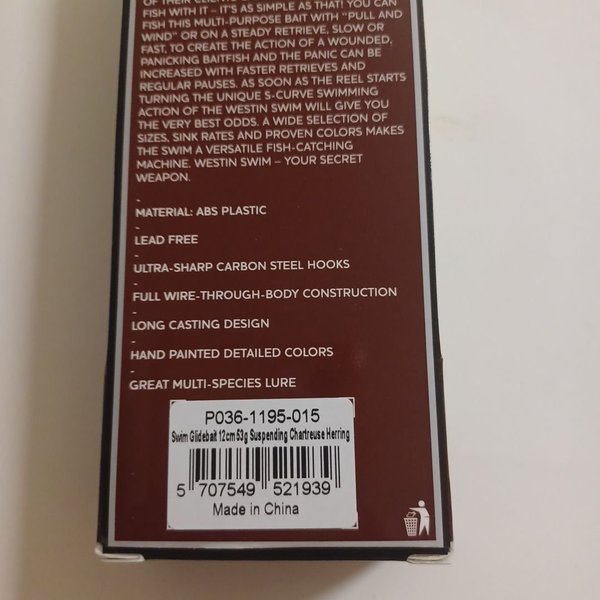 OF THEIR CLIENTS
FISH WITH IT – IT'S AS SIMPLE AS THAT! YOU CAN
FISH THIS MULTI-PURPOSE BAIT WITH "PULL AND
WIND" OR ON A STEADY RETRIEVE, SLOW OR
FAST, TO CREATE THE ACTION OF A WOUNDED,
PANICKING BAITFISH AND THE PANIC CAN BE
INCREASED WITH FASTER RETRIEVES AND
REGULAR PAUSES. AS SOON AS THE REEL STARTS
TURNING THE UNIQUE S-CURVE SWIMMING
ACTION OF THE WESTIN SWIM WILL GIVE YOU
THE VERY BEST ODDS. A WIDE SELECTION OF
SIZES, SINK RATES AND PROVEN COLORS MAKES
THE SWIM A VERSATILE FISH-CATCHING
MACHINE. WESTIN SWIM – YOUR SECRET
WEAPON.
-
MATERIAL: ABS PLASTIC
-
LEAD FREE
-
ULTRA-SHARP CARBON STEEL HOOKS
-
FULL WIRE-THROUGH-BODY CONSTRUCTION
-
LONG CASTING DESIGN
-
HAND PAINTED DETAILED COLORS
-
GREAT MULTI-SPECIES LURE
P036-1195-015
Swim Glidebait 12cm 53g Suspending Chartreuse Herring
5 707549 521939
Made in China